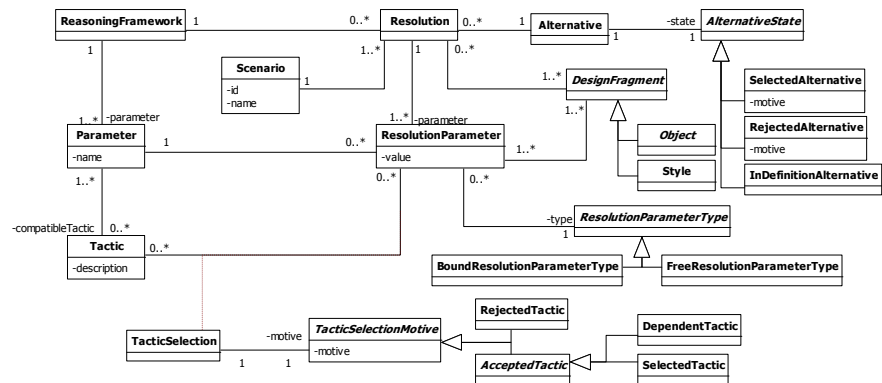 ReasoningFramework 1 0..* Resolution 0..* 1 Alternative 1 -state 1 AlternativeState
1 1..* 1 0..*
Scenario 1
-id
-name
1..* DesignFragment
1..*
SelectedAlternative
-motive
RejectedAlternative
-motive
InDefinitionAlternative
Object
Style
1..* -parameter
1..* -parameter
Parameter 1 0..* ResolutionParameter 1..*
-name
-value
1..* 0..* 0..*
-compatibleTactic 0..*
Tactic 0..*
-description
-type
1
ResolutionParameterType
BoundResolutionParameterType
FreeResolutionParameterType
TacticSelection 1 -motive 1 TacticSelectionMotive
-motive
RejectedTactic
AcceptedTactic
DependentTactic
SelectedTactic